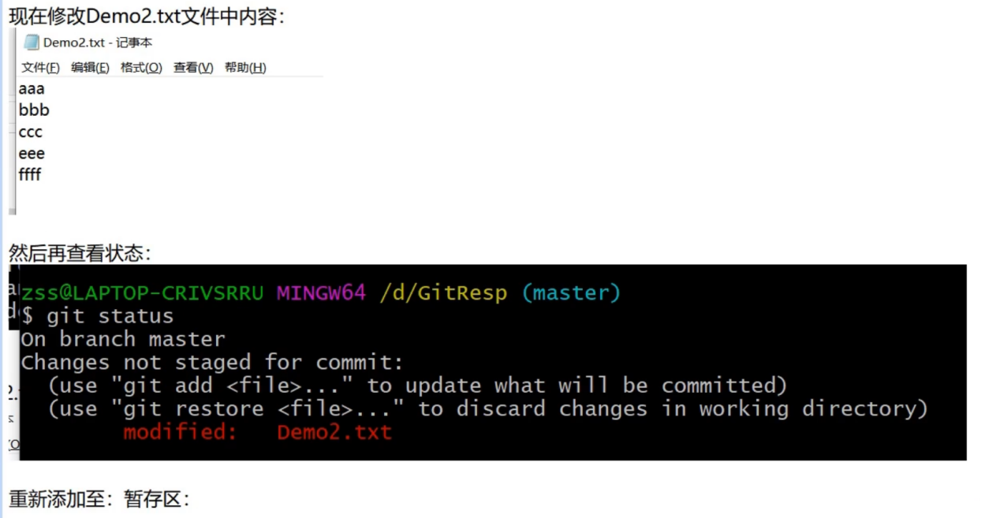 现在修改Demo2.txt文件中内容：
Demo2.txt - 记事本
文件(F) 编辑(E) 格式(O) 查看(V) 帮助(H)
aaa
bbb
ccc
eee
ffff
然后再查看状态：
zss@LAPTOP-CRIVSRRU MINGW64 /d/GitResp (master)
$ git status
On branch master
Changes not staged for commit:
  (use "git add <file>..." to update what will be committed)
  (use "git restore <file>..." to discard changes in working directory)
        modified:   Demo2.txt
重新添加至：暂存区：